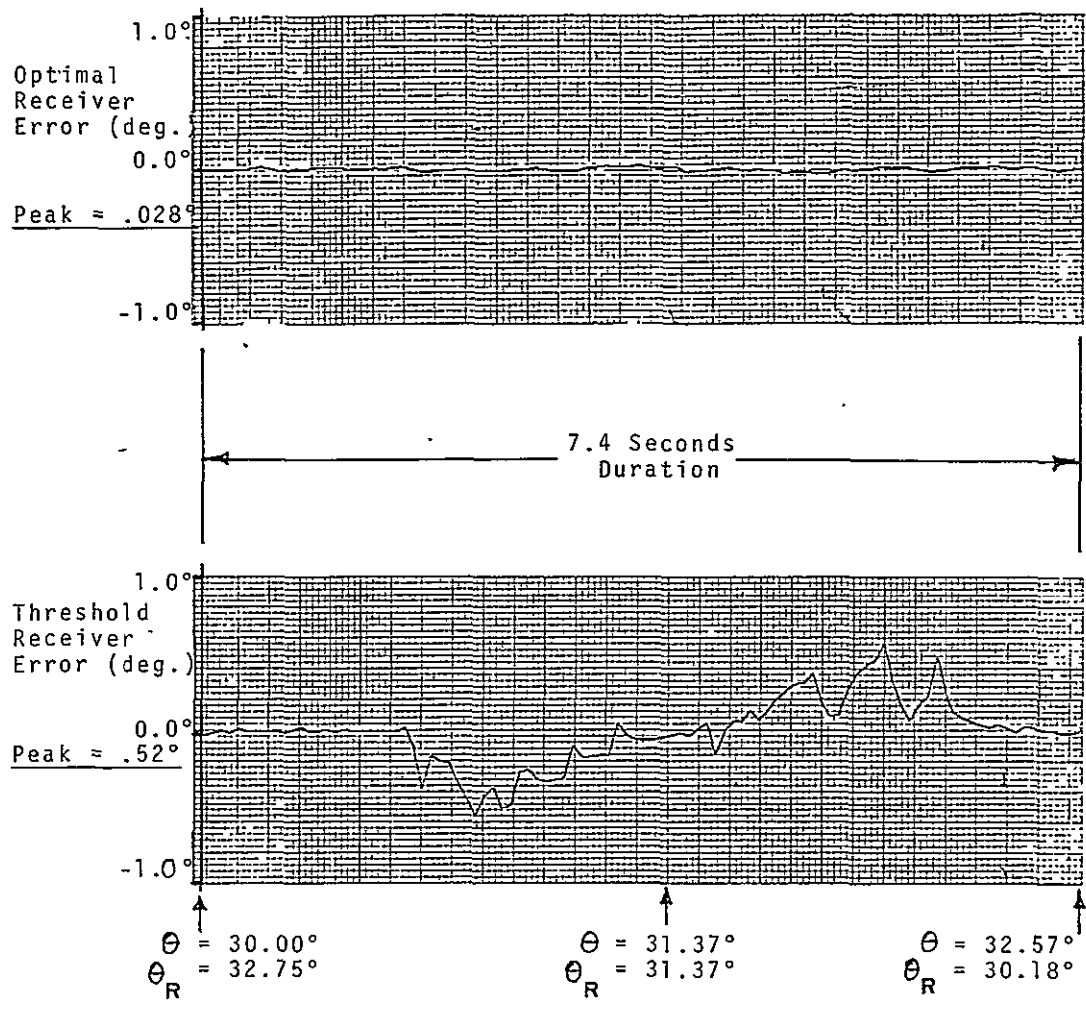 1.0°
Optimal
Receiver
Error (deg.)
0.0°
Peak = .028°
-1.0°
7.4 Seconds
Duration
1.0°
Threshold
Receiver
Error (deg.)
0.0°
Peak = .52°
-1.0°
θ = 30.00° θ = 31.37° θ = 32.57°
θR = 32.75° θR = 31.37° θR = 30.18°